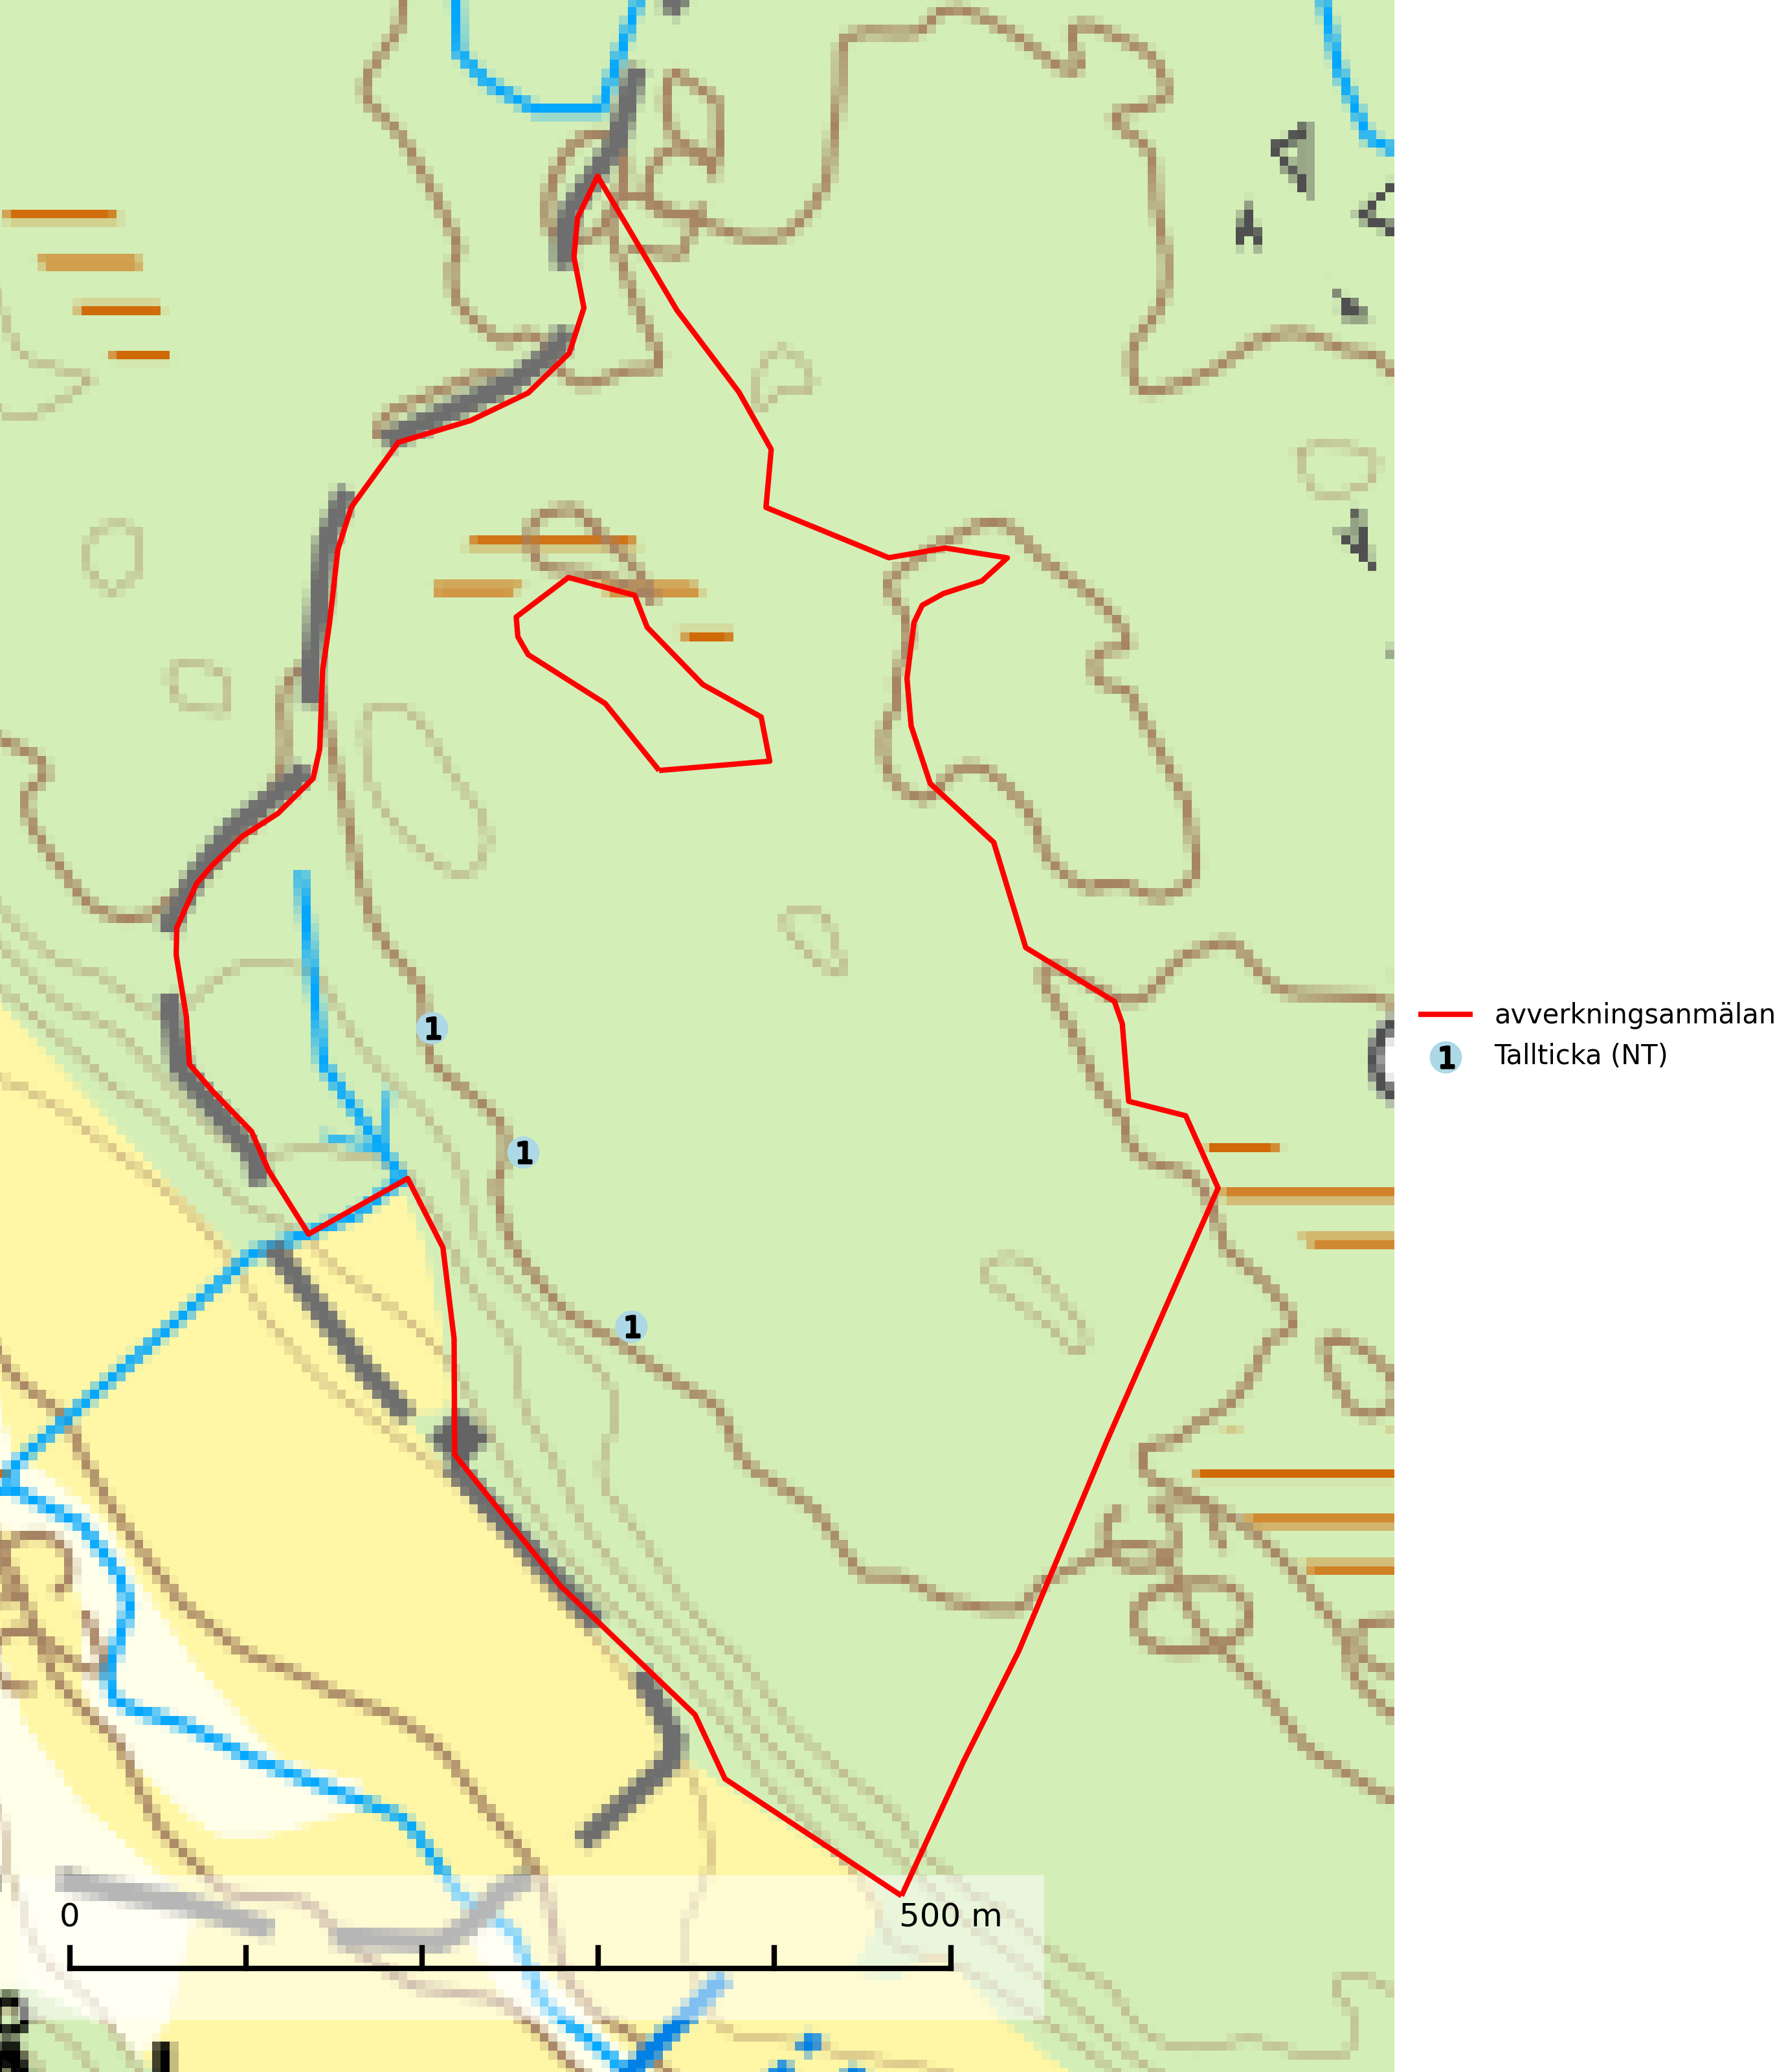 1
1
1
avverkningsanmälan
1 Tallticka (NT)
0 500 m